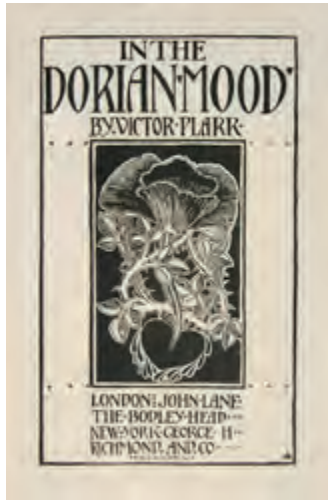 IN THE
DORIAN·MOOD·
BY·VICTOR·PLARR·
LONDON: JOHN·LANE·
THE·BODLEY·HEAD
NEW·YORK·GEORGE·H
RICHMOND·AND·CO